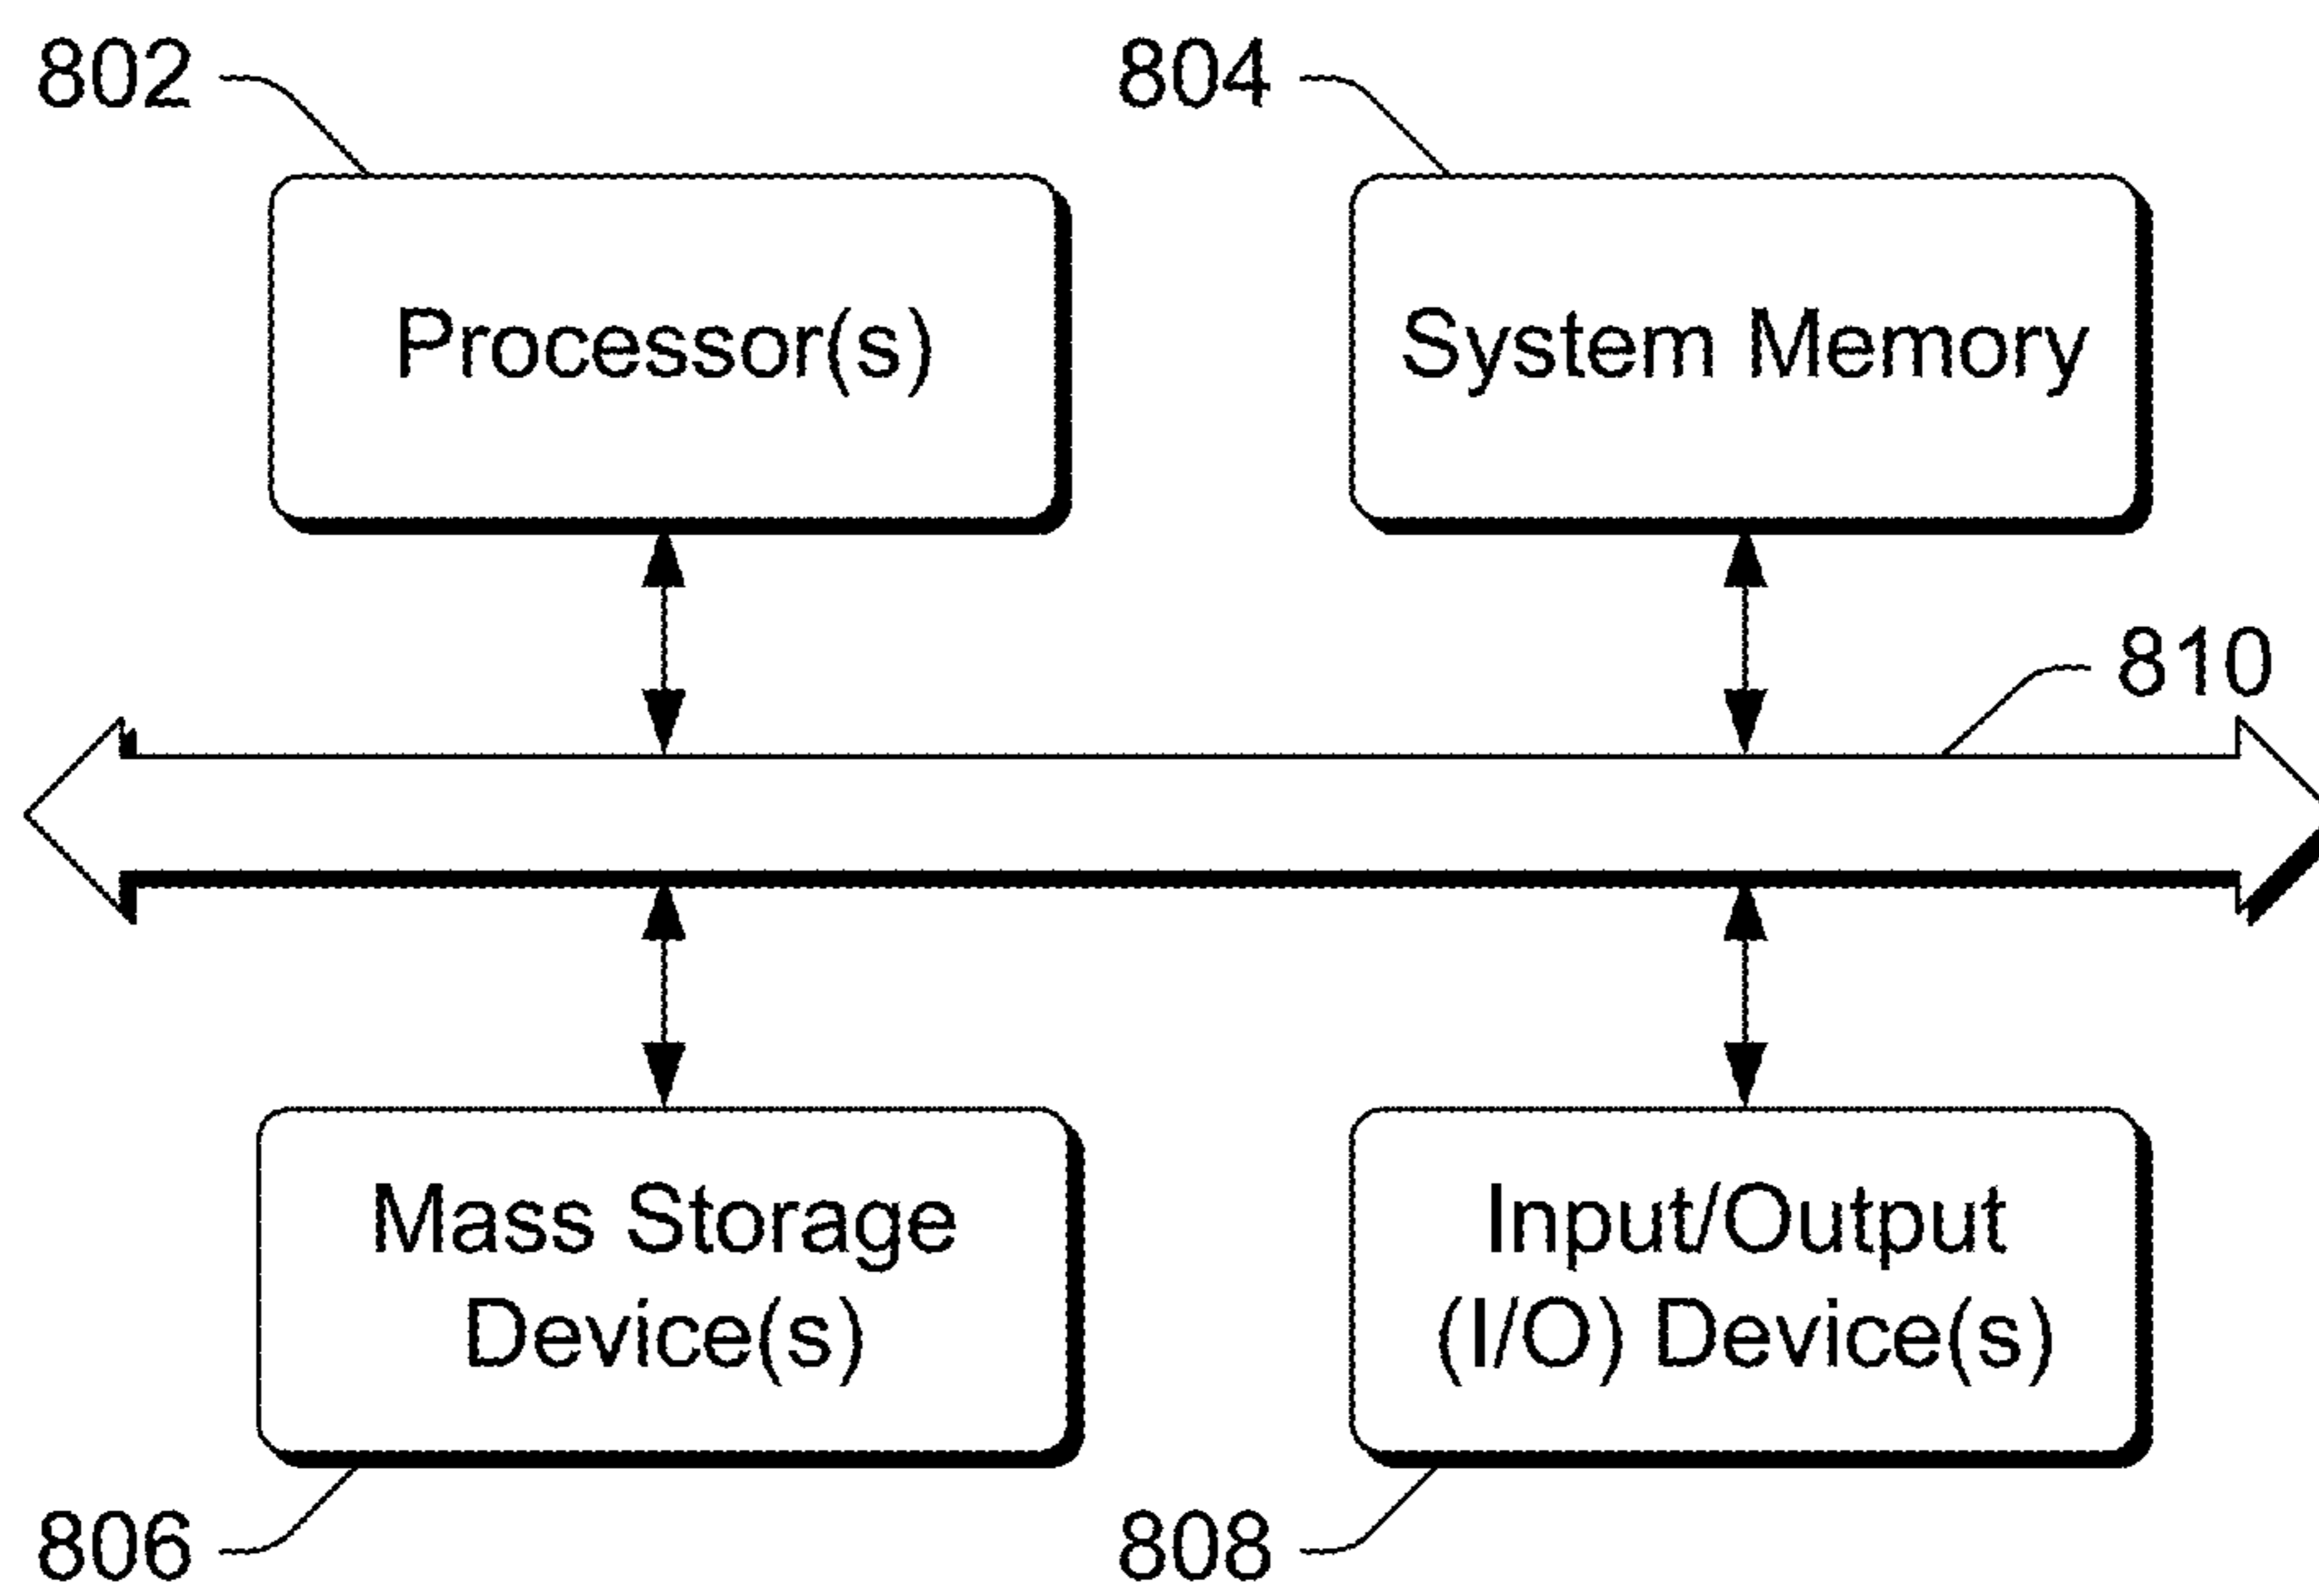 802
804
Processor(s)
System Memory
810
Mass Storage
Device(s)
Input/Output
(I/O) Device(s)
806
808